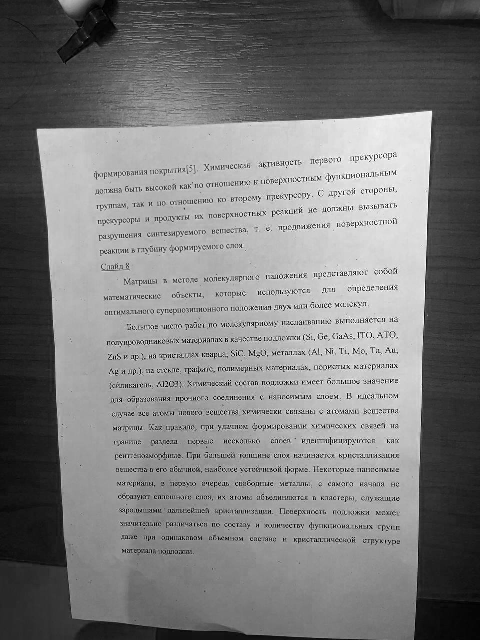 формирования покрытия[5]. Химическая активность первого прекурсора
должна быть высокой как по отношению к поверхностным функциональным
группам, так и по отношению ко второму прекурсору. С другой стороны,
прекурсоры и продукты их поверхностных реакций не должны вызывать
разрушения синтезируемого вещества, т. е. продвижения поверхностной
реакции в глубину формируемого слоя.
Слайд 8
Матрицы в методе молекулярного наложения представляют собой
математические объекты, которые используются для определения
оптимального суперпозиционного положения двух или более молекул.
Большое число работ по молекулярному наслаиванию выполняется на
полупроводниковых материалах в качестве подложки (Si, Ge, GaAs, ITO, ATO,
ZnS и др.), на кристаллах кварца, SiC, MgO, металлах (Al, Ni, Ti, Mo, Ta, Au,
Ag и др.), на стекле, графите, полимерных материалах, пористых материалах
(силикагель, Al2O3). Химический состав подложки имеет большое значение
для образования прочного соединения с наносимым слоем. В идеальном
случае все атомы нового вещества химически связаны с атомами вещества
матрицы. Как правило, при удачном формировании химических связей на
границе раздела первые несколько слоев идентифицируются как
рентгеноаморфные. При большей толщине слоя начинается кристаллизация
вещества в его обычной, наиболее устойчивой форме. Некоторые наносимые
материалы, в первую очередь свободные металлы, с самого начала не
образуют сплошного слоя, их атомы объединяются в кластеры, служащие
зародышами дальнейшей кристаллизации. Поверхность подложки может
значительно различаться по составу и количеству функциональных групп
даже при одинаковом объемном составе и кристаллической структуре
материала подложки.